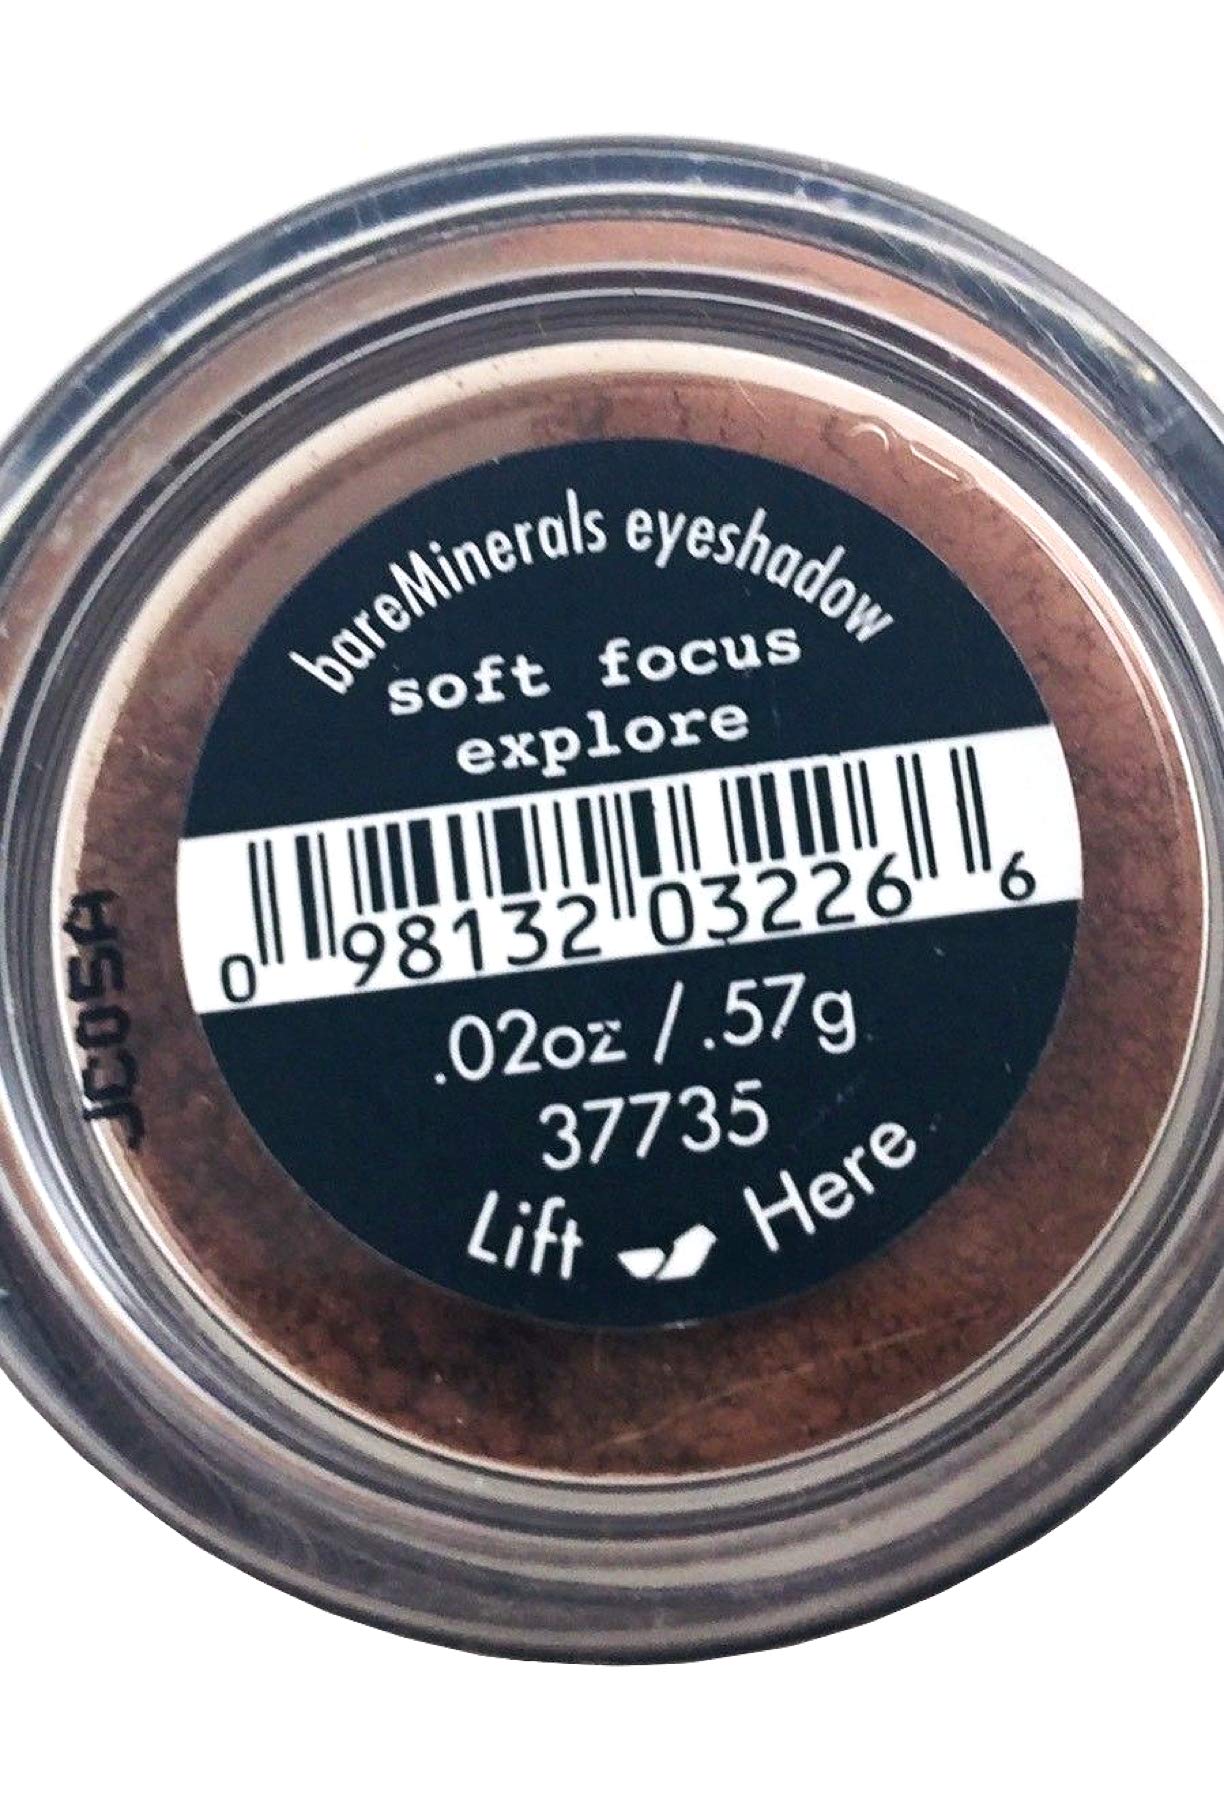 bareMinerals eyeshadow
soft focus
explore
0 98132 03226 6
.02oz / .57g
37735
Lift Here
JC05A